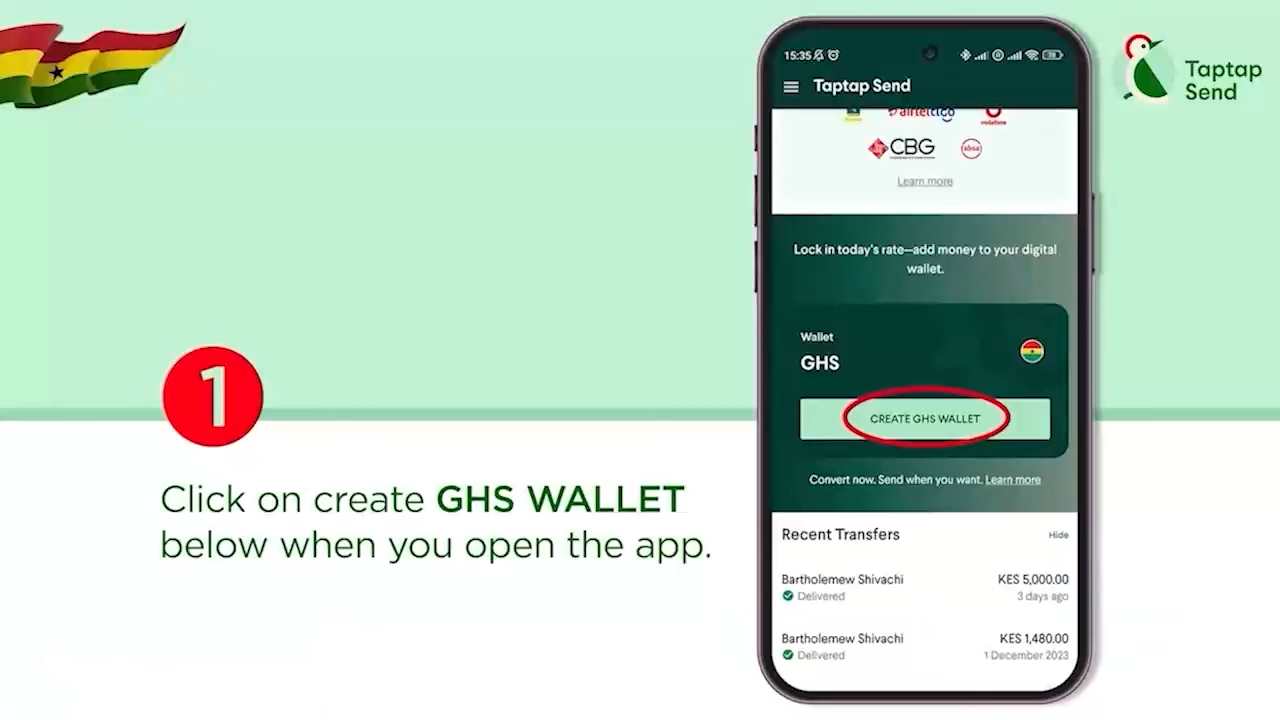 1
Click on create GHS WALLET
below when you open the app.
15:35
78
Taptap Send
airteltigo
vodafone
CBG
absa
Learn more
Lock in today's rate—add money to your digital
wallet.
Wallet
GHS
CREATE GHS WALLET
Convert now. Send when you want. Learn more
Recent Transfers Hide
Bartholemew Shivachi KES 5,000.00
Delivered 3 days ago
Bartholemew Shivachi KES 1,480.00
Delivered 1 December 2023
Taptap
Send